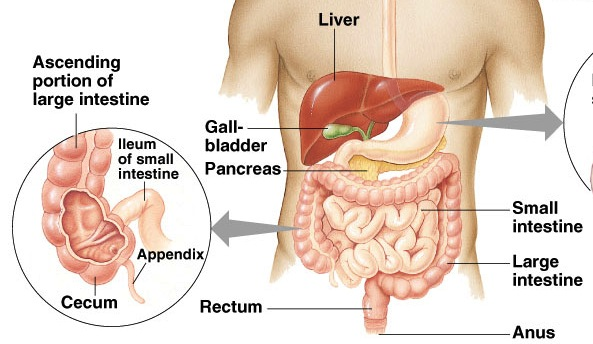 Liver
Ascending
portion of
large intestine
Ileum
of small
intestine
Gall-
bladder
Pancreas
Appendix
Cecum
Small
intestine
Large
intestine
Rectum
Anus